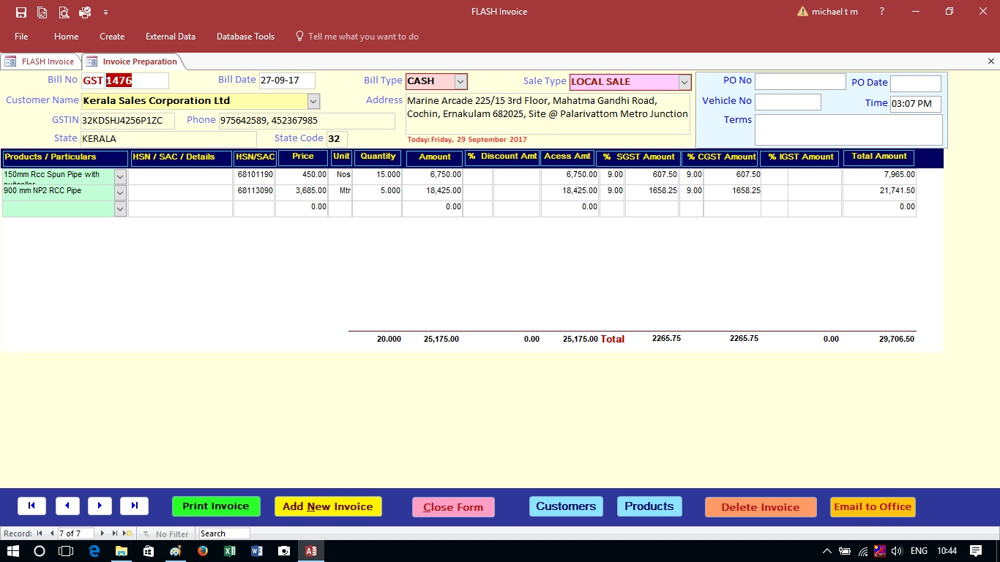 FLASH Invoice
michael t m
?
File Home Create External Data Database Tools Tell me what you want to do
FLASH Invoice Invoice Preparation
Bill No GST 1476 Bill Date 27-09-17 Bill Type CASH Sale Type LOCAL SALE PO No PO Date
Customer Name Kerala Sales Corporation Ltd Address Marine Arcade 225/15 3rd Floor, Mahatma Gandhi Road, Vehicle No Time 03:07 PM
Cochin, Ernakulam 682025, Site @ Palarivattom Metro Junction
GSTIN 32KDSHJ4256P1ZC Phone 975642589, 452367985 Terms
State KERALA State Code 32 Today: Friday, 29 September 2017
Products / Particulars HSN / SAC / Details HSN/SAC Price Unit Quantity Amount % Discount Amt Acess Amt % SGST Amount % CGST Amount % IGST Amount Total Amount
150mm Rcc Spun Pipe with 68101190 450.00 Nos 15.000 6,750.00 6,750.00 9.00 607.50 9.00 607.50 7,965.00
900 mm NP2 RCC Pipe 68113090 3,685.00 Mtr 5.000 18,425.00 18,425.00 9.00 1658.25 9.00 1658.25 21,741.50
0.00 0.00 0.00 0.00
20.000 25,175.00 0.00 25,175.00 Total 2265.75 2265.75 0.00 29,706.50
Print Invoice Add New Invoice Close Form Customers Products Delete Invoice Email to Office
Record: 7 of 7 No Filter Search
ENG 10:44